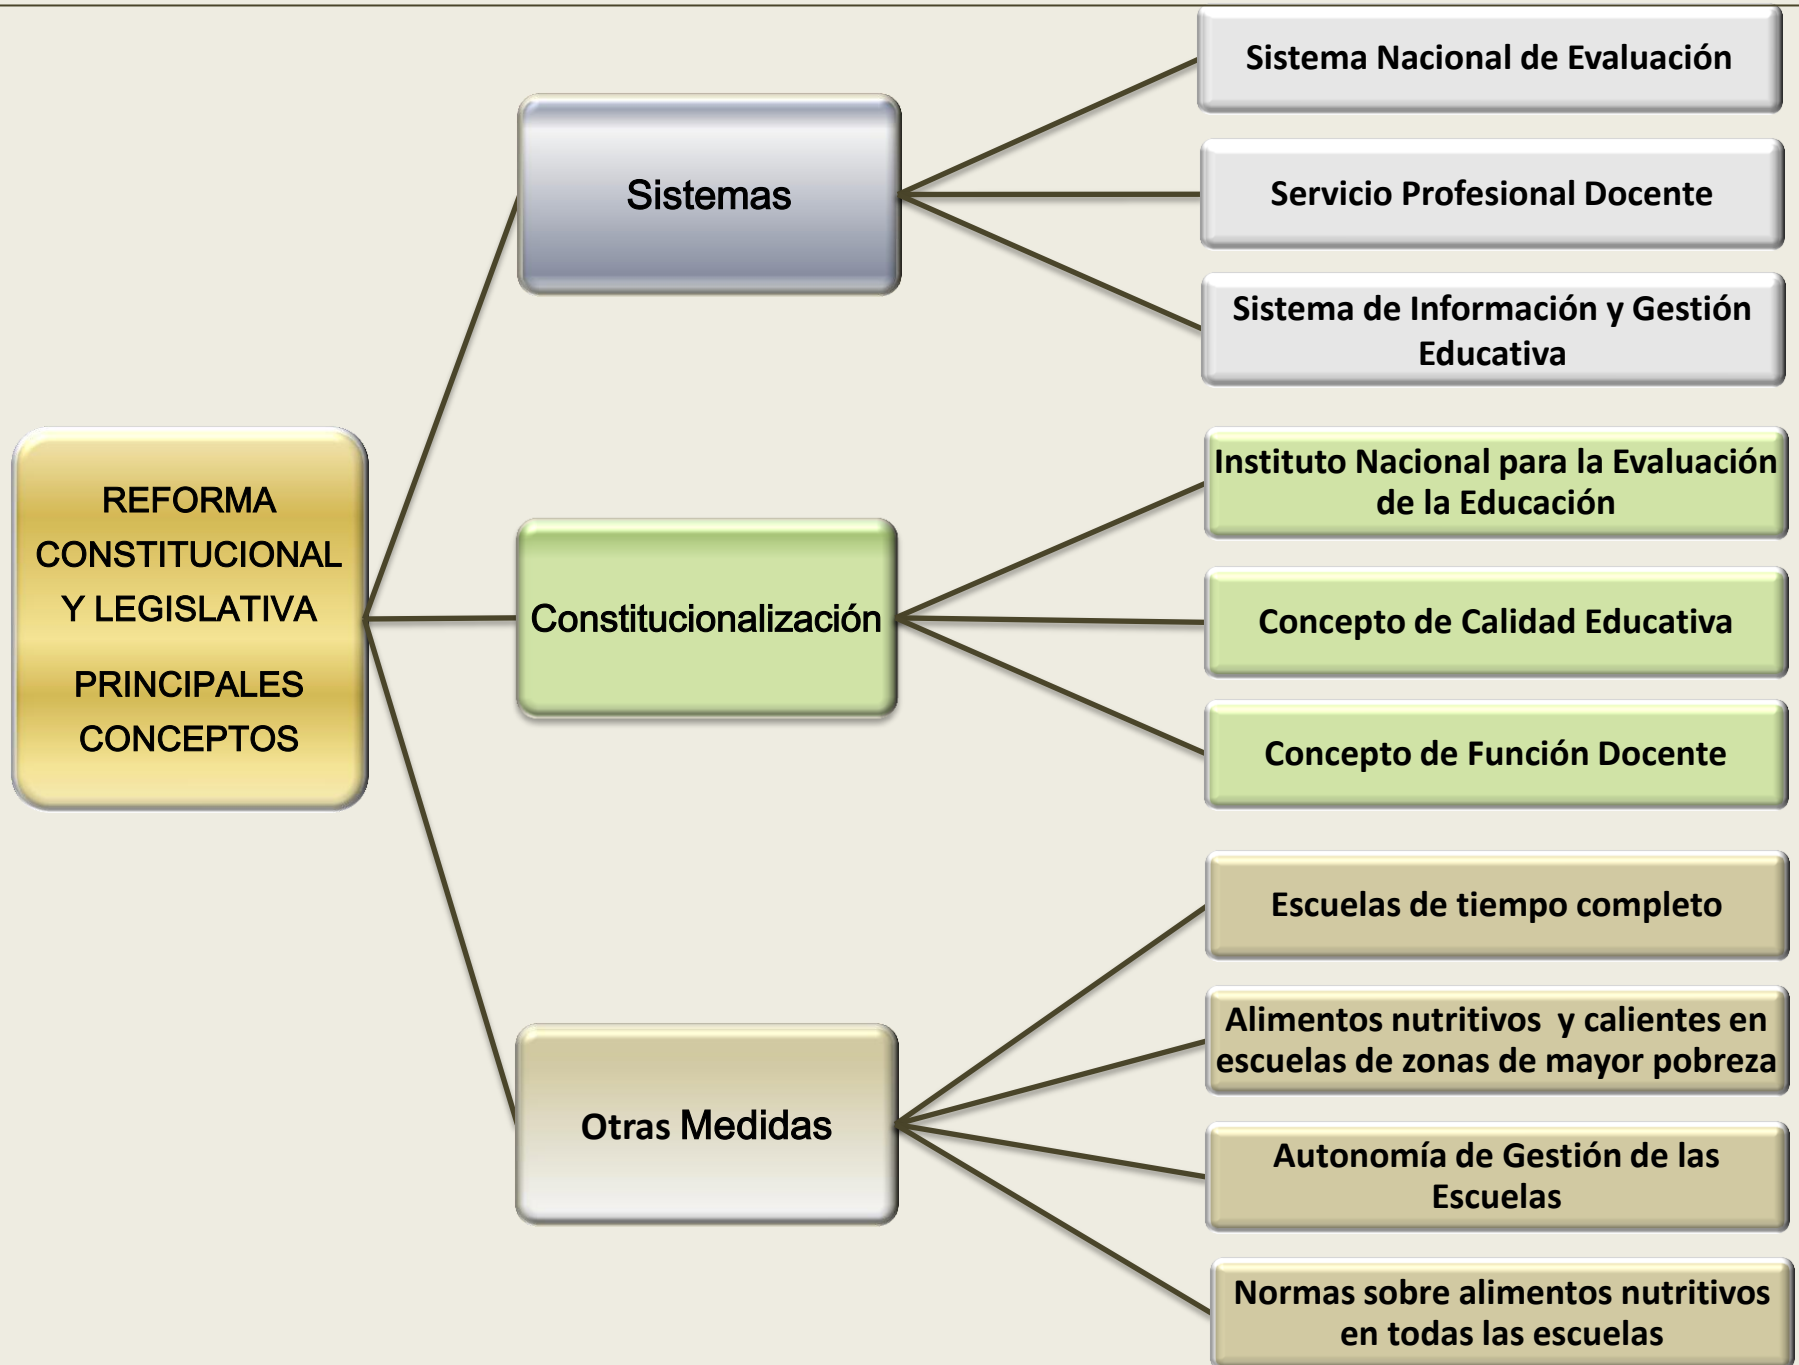 REFORMA
CONSTITUCIONAL
Y LEGISLATIVA
PRINCIPALES
CONCEPTOS
Sistemas
Sistema Nacional de Evaluación
Servicio Profesional Docente
Sistema de Información y Gestión
Educativa
Constitucionalización
Instituto Nacional para la Evaluación
de la Educación
Concepto de Calidad Educativa
Concepto de Función Docente
Otras Medidas
Escuelas de tiempo completo
Alimentos nutritivos  y calientes en
escuelas de zonas de mayor pobreza
Autonomía de Gestión de las
Escuelas
Normas sobre alimentos nutritivos
en todas las escuelas